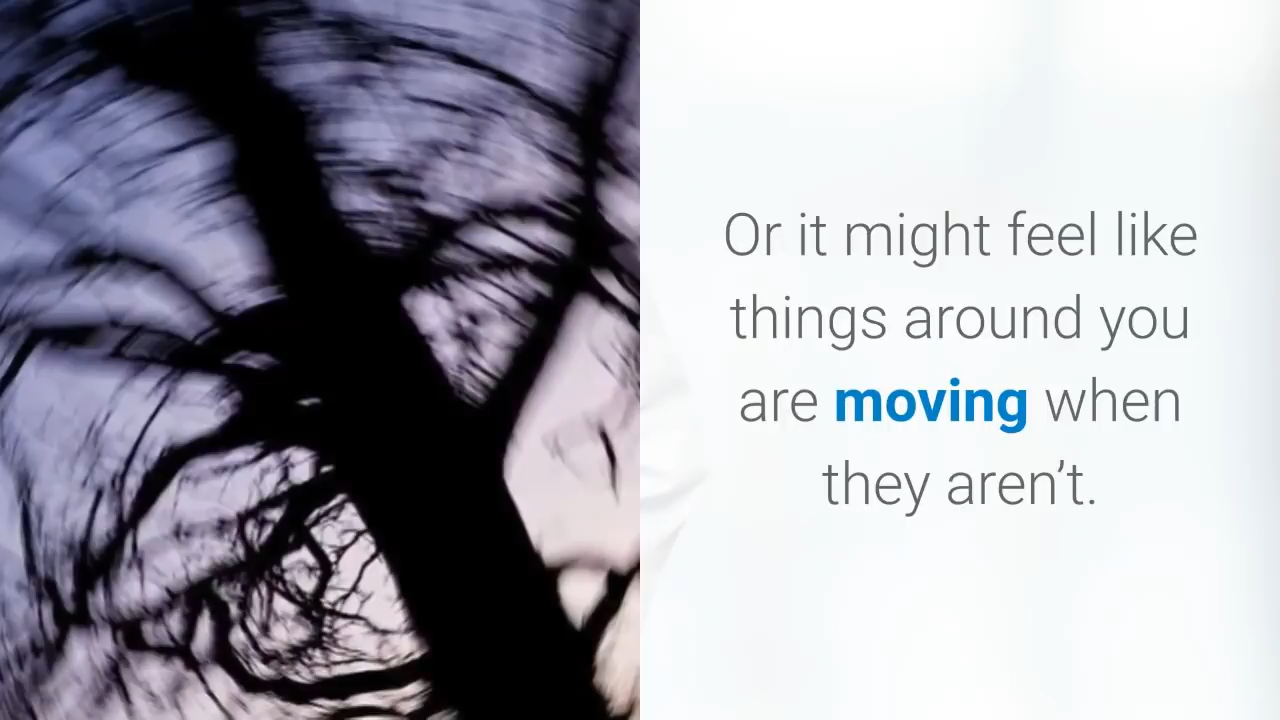 Or it might feel like
things around you
are moving when
they aren’t.